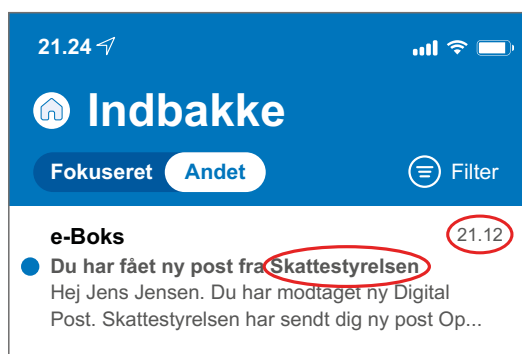 21.24
Indbakke
Fokuseret Andet Filter
e-Boks 21.12
Du har fået ny post fra Skattestyrelsen
Hej Jens Jensen. Du har modtaget ny Digital
Post. Skattestyrelsen har sendt dig ny post Op...